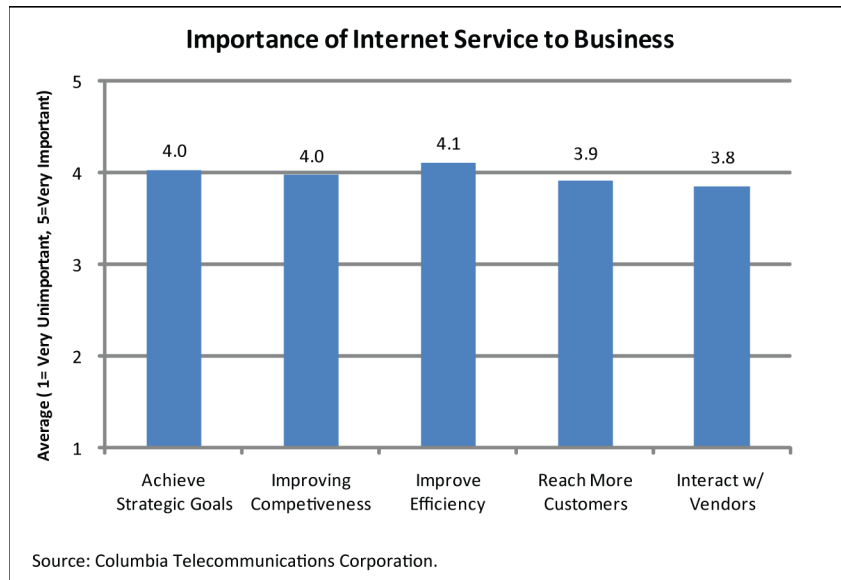 Importance of Internet Service to Business
Average ( 1= Very Unimportant, 5=Very Important)
5
4
3
2
1
4.0
4.0
4.1
3.9
3.8
Achieve
Strategic Goals
Improving
Competiveness
Improve
Efficiency
Reach More
Customers
Interact w/
Vendors
Source: Columbia Telecommunications Corporation.